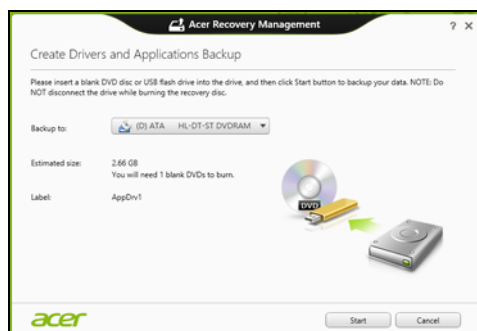 Acer Recovery Management
? ✕
Create Drivers and Applications Backup
Please insert a blank DVD disc or USB flash drive into the drive, and then click Start button to backup your data. NOTE: Do
NOT disconnect the drive while burning the recovery disc.
Backup to: (D) ATA HL-DT-ST DVDRAM
Estimated size: 2.66 GB
You will need 1 blank DVDs to burn.
Label: AppDrv1
DVD
acer Start Cancel